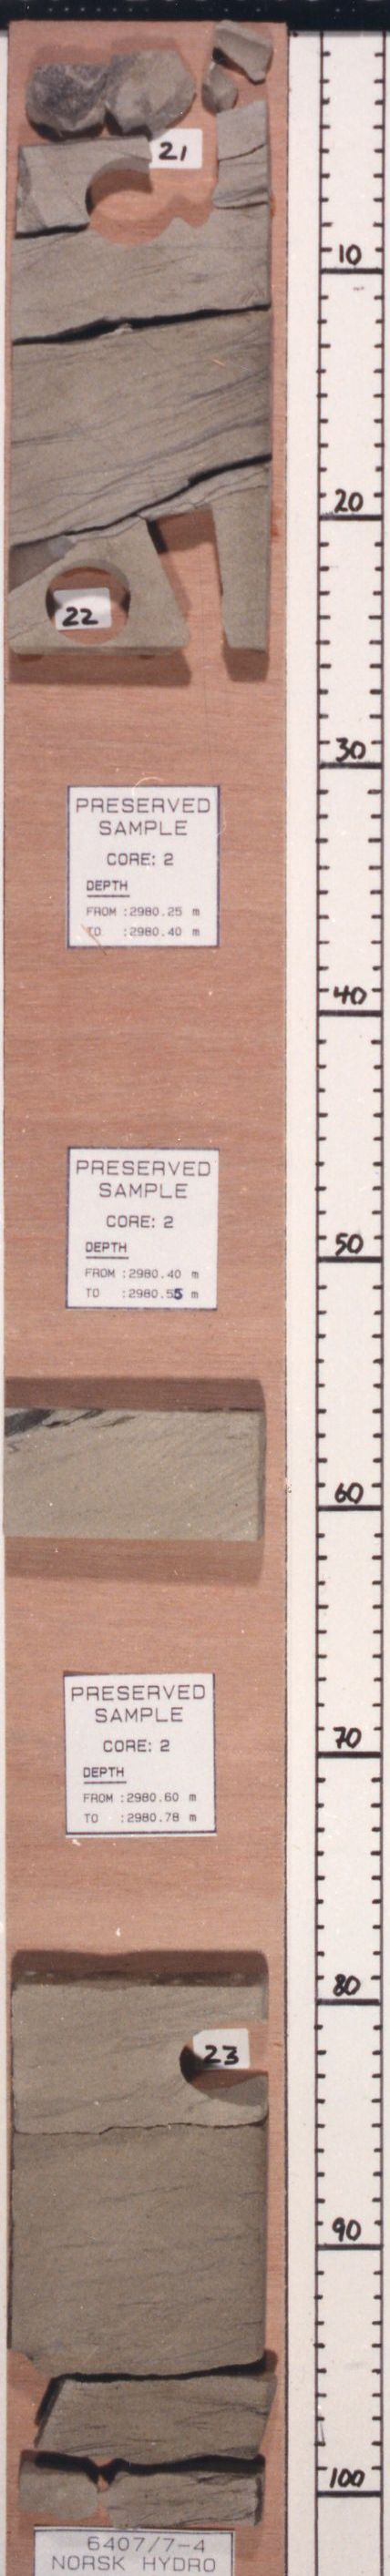 21
10
20
22
30
PRESERVED
SAMPLE
CORE: 2
DEPTH
FROM :2980.25 m
TO :2980.40 m
40
PRESERVED
SAMPLE
CORE: 2
DEPTH
FROM :2980.40 m
TO :2980.55 m
50
60
PRESERVED
SAMPLE
CORE: 2
DEPTH
FROM :2980.60 m
TO :2980.78 m
70
80
23
90
100
6407/7-4
NORSK HYDRO